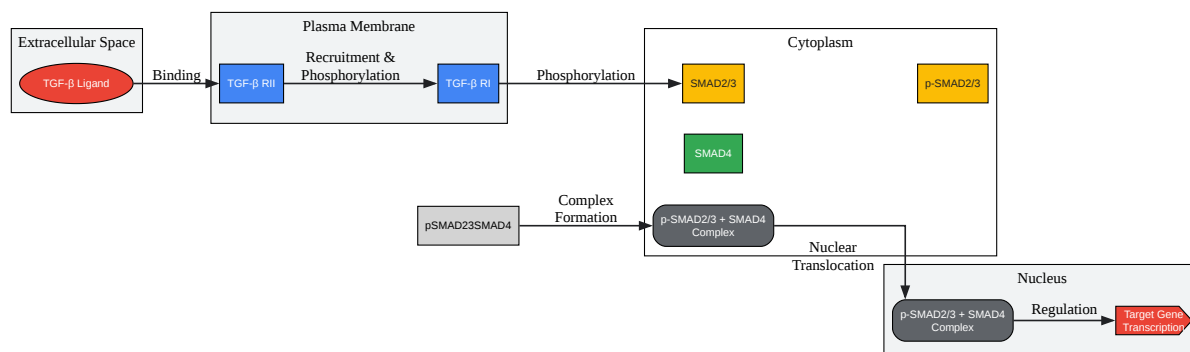 Extracellular Space
TGF-β Ligand
Binding
Plasma Membrane
TGF-β RII
Recruitment &
Phosphorylation
TGF-β RI
Phosphorylation
Cytoplasm
SMAD2/3
p-SMAD2/3
SMAD4
pSMAD23SMAD4
Complex
Formation
p-SMAD2/3 + SMAD4
Complex
Nuclear
Translocation
Nucleus
p-SMAD2/3 + SMAD4
Complex
Regulation
Target Gene
Transcription